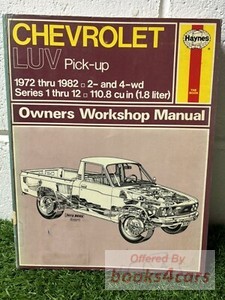 CHEVROLET
Haynes
LUV Pick-up
1972 thru 1982 □ 2- and 4-wd
Series 1 thru 12 □ 110.8 cu in (1.8 liter)
Owners Workshop Manual
Offered By
books4cars